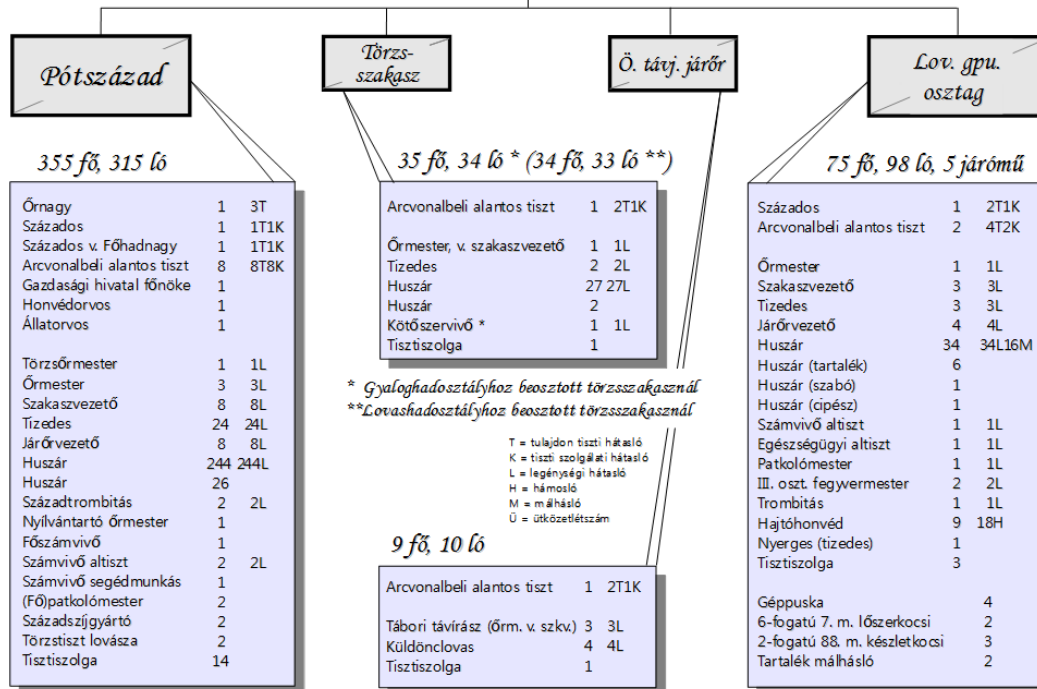 Pótszázad
Törzs-
szakasz
Ö. távj. járőr
Lov. gpu.
osztag
355 fő, 315 ló
Őrnagy 1 3T
Százados 1 1T1K
Százados v. Főhadnagy 1 1T1K
Arcvonalbeli alantos tiszt 8 8T8K
Gazdasági hivatal főnöke 1
Honvédorvos 1
Állatorvos 1
Törzsőrmester 1 1L
Őrmester 3 3L
Szakaszvezető 8 8L
Tizedes 24 24L
Járőrvezető 8 8L
Huszár 244 244L
Huszár 26
Századtrombitás 2 2L
Nyílvántartó őrmester 1
Főszámvivő 1
Számvivő altiszt 2 2L
Számvivő segédmunkás 1
(Fő)patkolómester 2
Századszíjgyártó 2
Törzstiszt lovásza 2
Tisztiszolga 14
35 fő, 34 ló * (34 fő, 33 ló **)
Arcvonalbeli alantos tiszt 1 2T1K
Őrmester, v. szakaszvezető 1 1L
Tizedes 2 2L
Huszár 27 27L
Huszár 2
Kötőszervivő * 1 1L
Tisztiszolga 1
* Gyaloghadosztályhoz beosztott törzsszakasznál
**Lovashadosztályhoz beosztott törzsszakasznál
T = tulajdon tiszti hátasló
K = tiszti szolgálati hátasló
L = legénységi hátasló
H = hámosló
M = málhásló
Ü = ütközetlétszám
9 fő, 10 ló
Arcvonalbeli alantos tiszt 1 2T1K
Tábori távírász (őrm. v. szkv.) 3 3L
Küldönclovas 4 4L
Tisztiszolga 1
75 fő, 98 ló, 5 járómű
Százados 1 2T1K
Arcvonalbeli alantos tiszt 2 4T2K
Őrmester 1 1L
Szakaszvezető 3 3L
Tizedes 3 3L
Járőrvezető 4 4L
Huszár 34 34L16M
Huszár (tartalék) 6
Huszár (szabó) 1
Huszár (cipész) 1
Számvivő altiszt 1 1L
Egészségügyi altiszt 1 1L
Patkolómester 1 1L
III. oszt. fegyvermester 2 2L
Trombitás 1 1L
Hajtóhonvéd 9 18H
Nyerges (tizedes) 1
Tisztiszolga 3
Géppuska 4
6-fogatú 7. m. lőszerkocsi 2
2-fogatú 88. m. készletkocsi 3
Tartalék málhásló 2